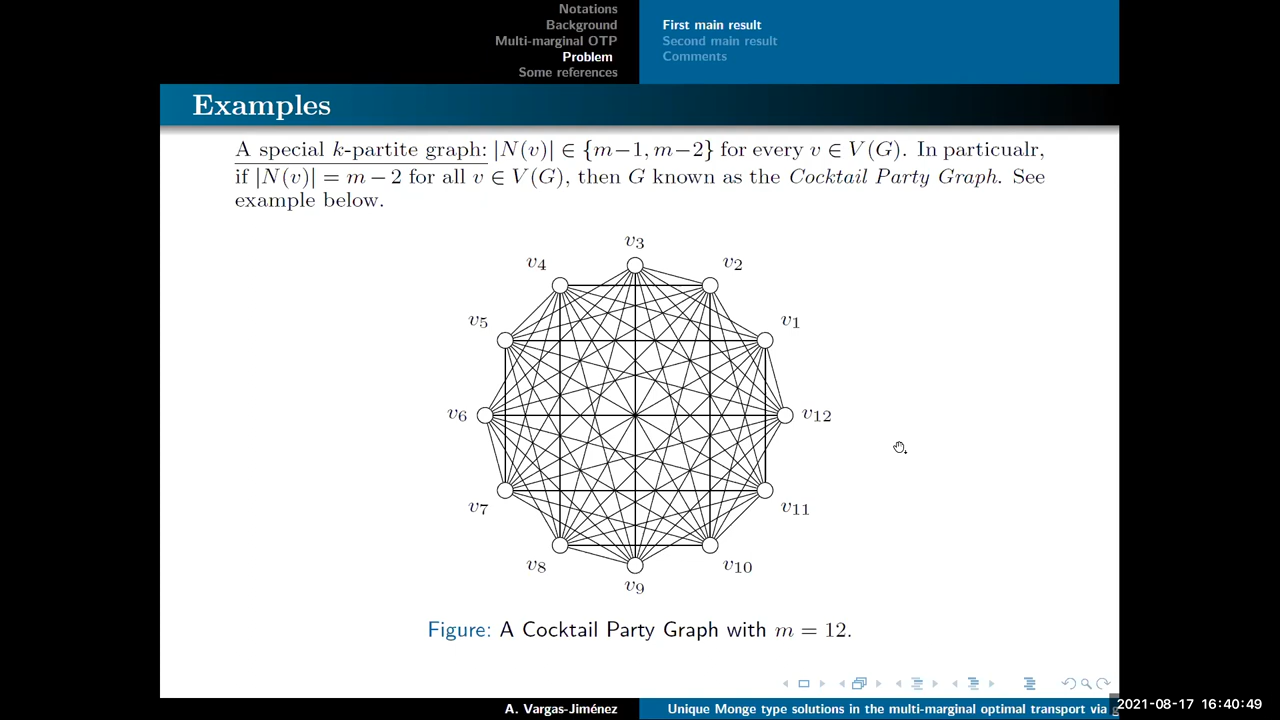 Notations
Background
Multi-marginal OTP
Problem
Some references
First main result
Second main result
Comments
Examples
A special k-partite graph: |N(v)| ∈ {m−1, m−2} for every v ∈ V(G). In particualr,
if |N(v)| = m − 2 for all v ∈ V(G), then G known as the Cocktail Party Graph. See
example below.
v3
v4
v2
v5
v1
v6
v12
v7
v11
v8
v10
v9
Figure: A Cocktail Party Graph with m = 12.
A. Vargas-Jiménez
Unique Monge type solutions in the multi-marginal optimal transport via g
2021-08-17 16:40:49